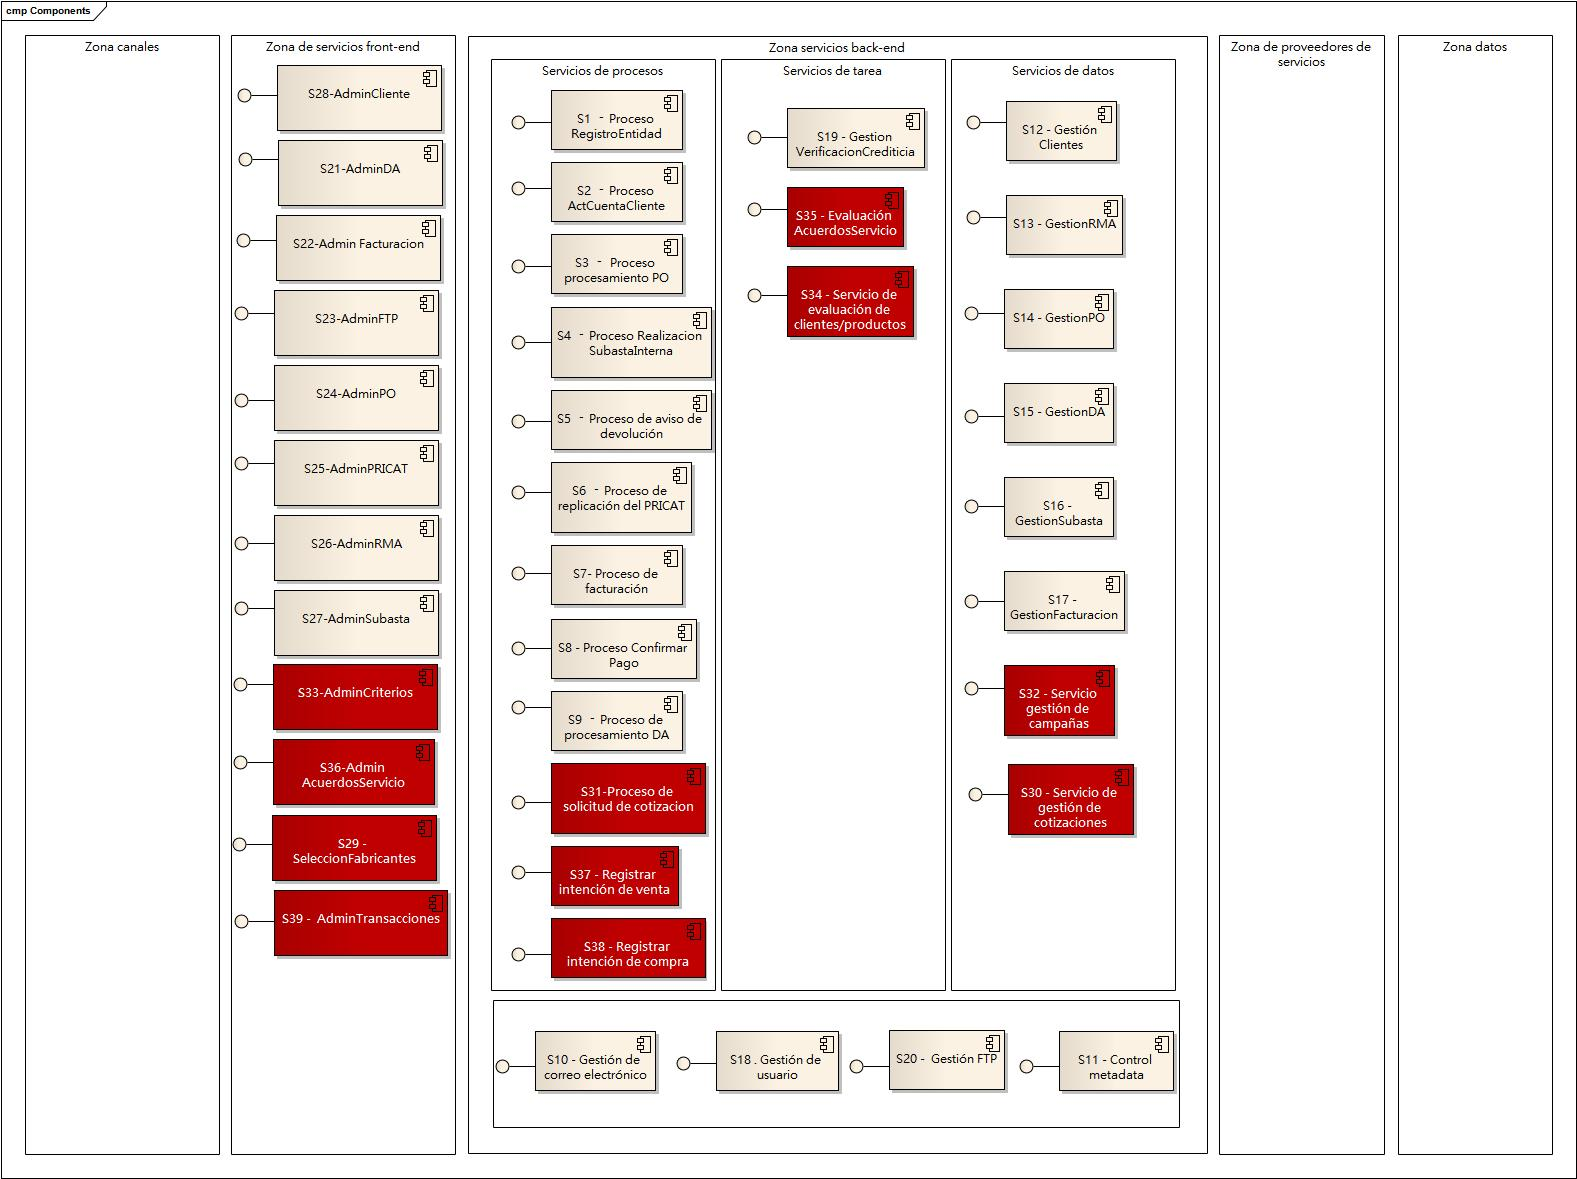 cmp Components
Zona canales
Zona de servicios front-end
S28-AdminCliente
S21-AdminDA
S22-Admin Facturacion
S23-AdminFTP
S24-AdminPO
S25-AdminPRICAT
S26-AdminRMA
S27-AdminSubasta
S33-AdminCriterios
S36-Admin
AcuerdosServicio
S29 -
SeleccionFabricantes
S39 -  AdminTransacciones
Zona servicios back-end
Servicios de procesos
S1  -  Proceso
RegistroEntidad
S2  -  Proceso
ActCuentaCliente
S3  -  Proceso
procesamiento PO
S4  -  Proceso Realizacion
SubastaInterna
S5  -  Proceso de aviso de
devolución
S6  -  Proceso de
replicación del PRICAT
S7- Proceso de
facturación
S8 - Proceso Confirmar
Pago
S9  -  Proceso de
procesamiento DA
S31-Proceso de
solicitud de cotizacion
S37 - Registrar
intención de venta
S38 - Registrar
intención de compra
Servicios de tarea
S19 - Gestion
VerificacionCrediticia
S35 - Evaluación
AcuerdosServicio
S34 - Servicio de
evaluación de
clientes/productos
Servicios de datos
S12 - Gestión
Clientes
S13 - GestionRMA
S14 - GestionPO
S15 - GestionDA
S16 -
GestionSubasta
S17 -
GestionFacturacion
S32 - Servicio
gestión de
campañas
S30 - Servicio de
gestión de
cotizaciones
S10 - Gestión de
correo electrónico
S18 . Gestión de
usuario
S20 -  Gestión FTP
S11 - Control
metadata
Zona de proveedores de
servicios
Zona datos